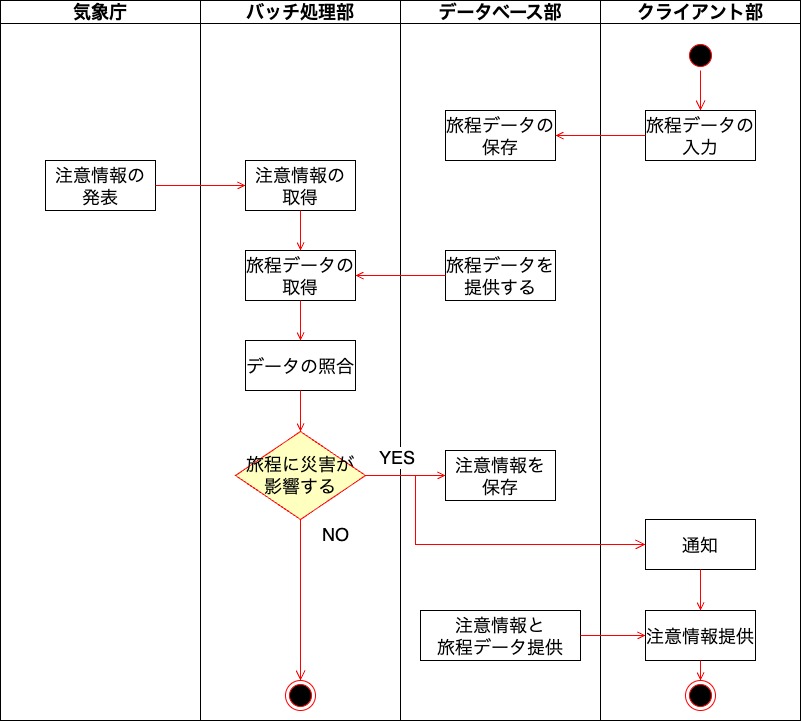 気象庁
バッチ処理部
データベース部
クライアント部
旅程データの
保存
旅程データの
入力
注意情報の
発表
注意情報の
取得
旅程データの
取得
旅程データを
提供する
データの照合
旅程に災害が
影響する
YES
注意情報を
保存
NO
通知
注意情報と
旅程データ提供
注意情報提供